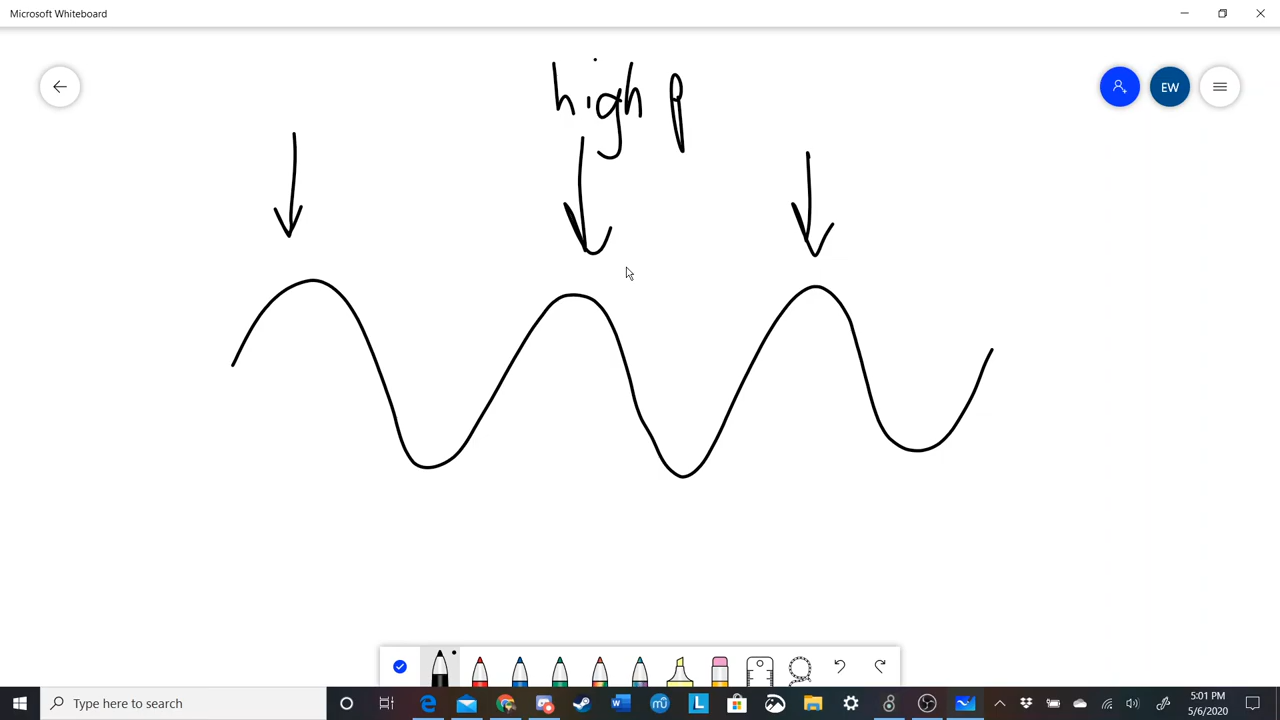 Microsoft Whiteboard
high p
EW
Type here to search
5:01 PM
5/6/2020